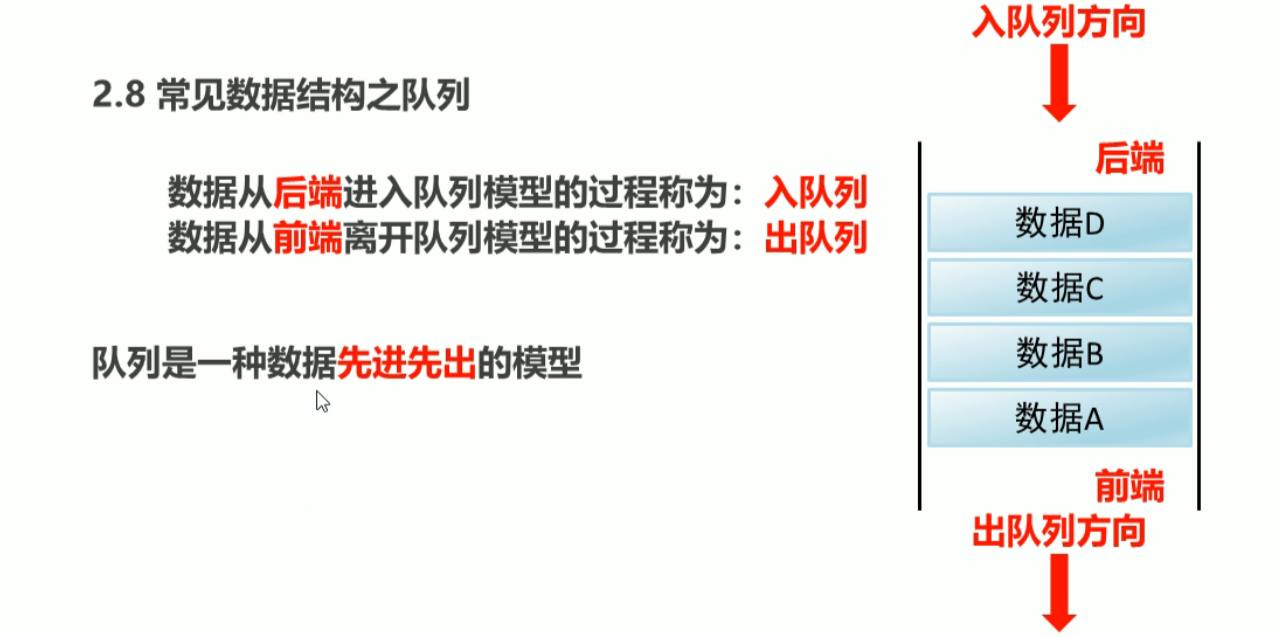 入队列方向
2.8 常见数据结构之队列
后端
数据从后端进入队列模型的过程称为：入队列
数据D
数据从前端离开队列模型的过程称为：出队列
数据C
数据B
队列是一种数据先进先出的模型
数据A
前端
出队列方向